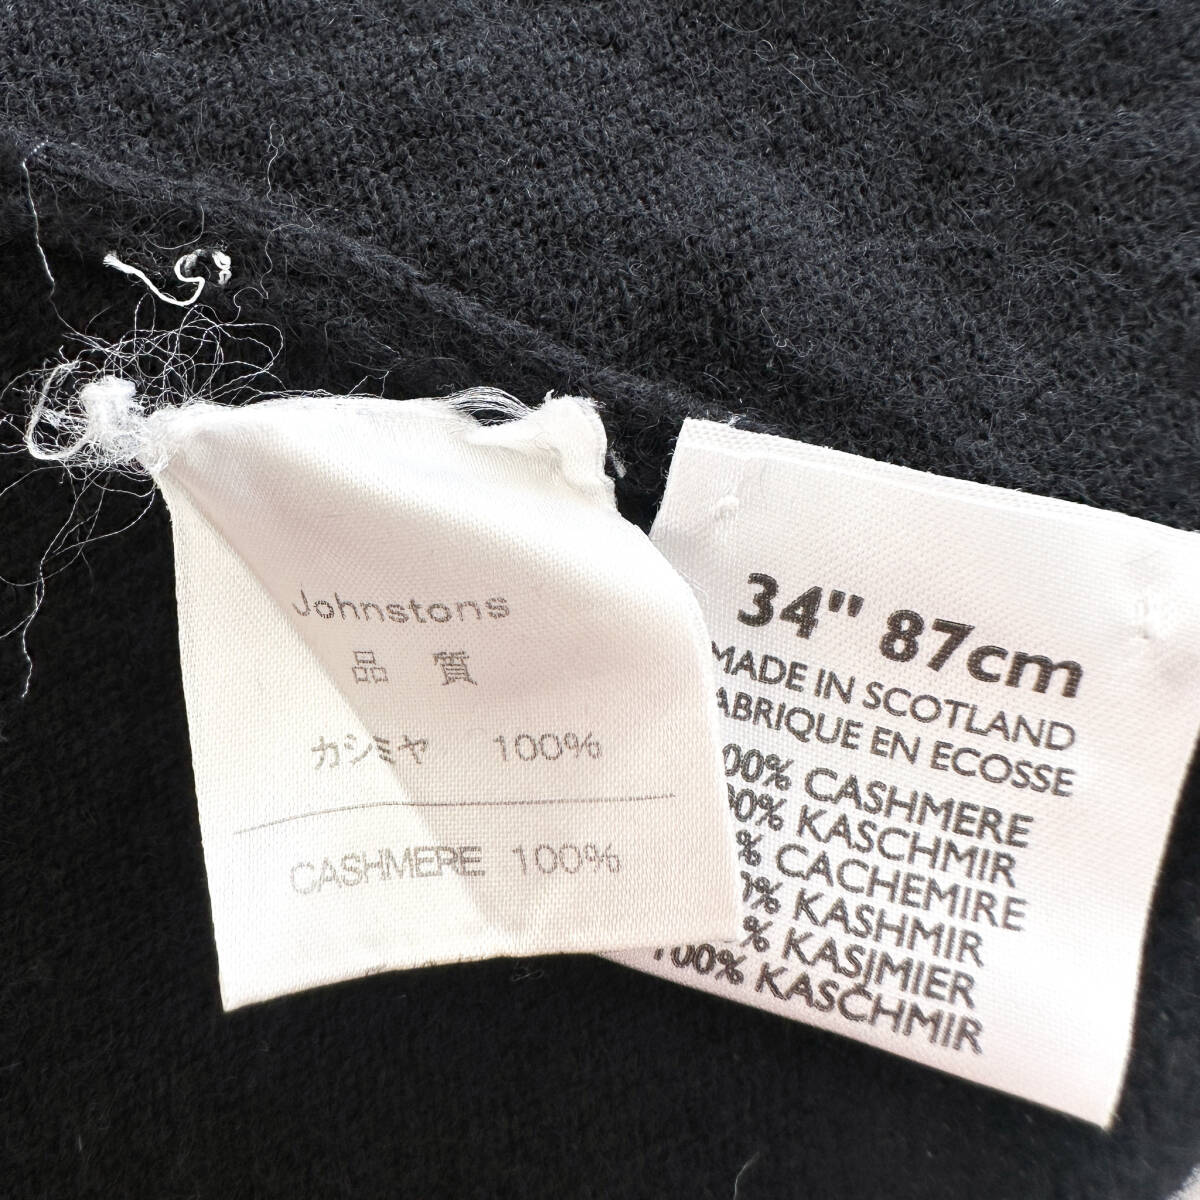 Johnstons
品 質
カシミヤ 100%
CASHMERE 100%
34" 87cm
MADE IN SCOTLAND
ABRIQUE EN ECOSSE
00% CASHMERE
00% KASCHMIR
% CACHEMIRE
0% KASHMIR
% KASIMIER
100% KASCHMIR